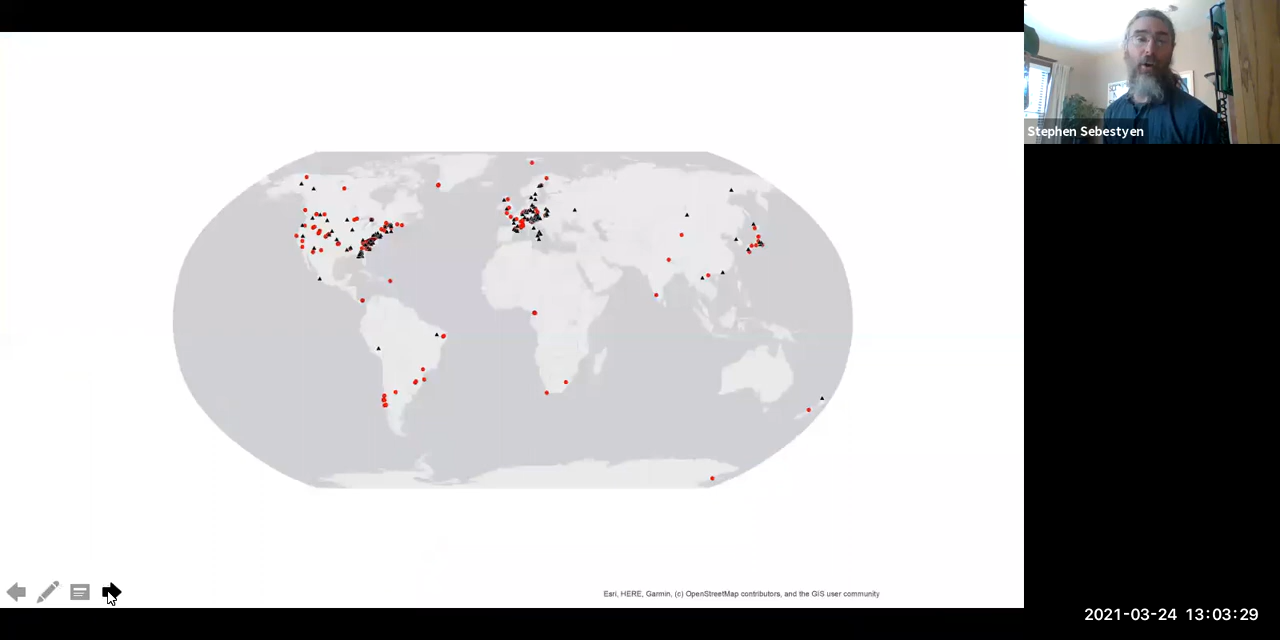 Stephen Sebestyen
Esri, HERE, Garmin, (c) OpenStreetMap contributors, and the GIS user community
2021-03-24 13:03:29